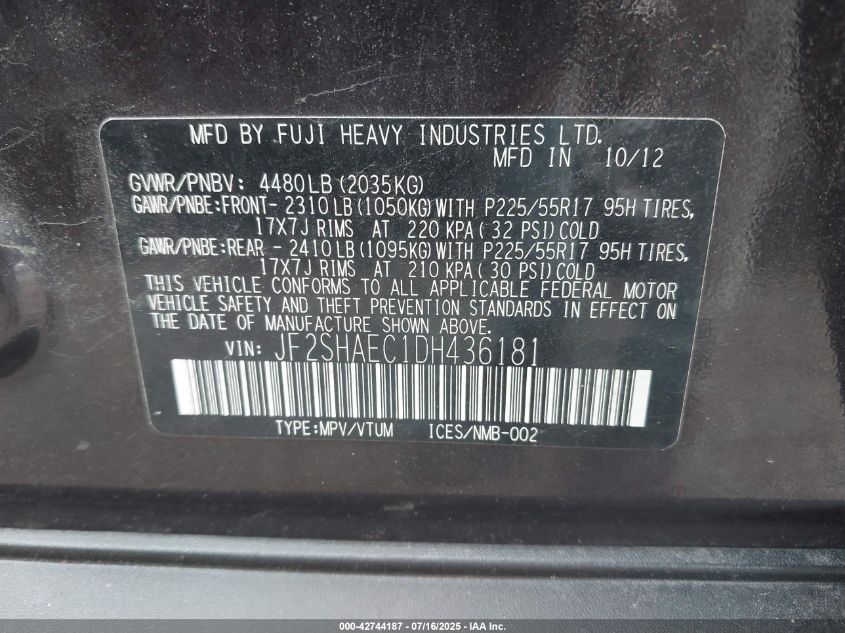 MFD BY FUJI HEAVY INDUSTRIES LTD.
MFD IN 10/12
GVWR/PNBV: 4480LB (2035KG)
GAWR/PNBE:FRONT- 2310 LB (1050KG) WITH P225/55R17 95H TIRES,
17X7J RIMS AT 220 KPA ( 32 PSI) COLD
GAWR/PNBE:REAR - 2410 LB (1095KG) WITH P225/55R17 95H TIRES,
17X7J RIMS AT 210 KPA ( 30 PSI) COLD
THIS VEHICLE CONFORMS TO ALL APPLICABLE FEDERAL MOTOR
VEHICLE SAFETY AND THEFT PREVENTION STANDARDS IN EFFECT ON
THE DATE OF MANUFACTURE SHOWN ABOVE.
VIN: JF2SHAEC1DH436181
TYPE:MPV/VTUM ICES/NMB-002
000-42744187 - 07/16/2025 - IAA Inc.